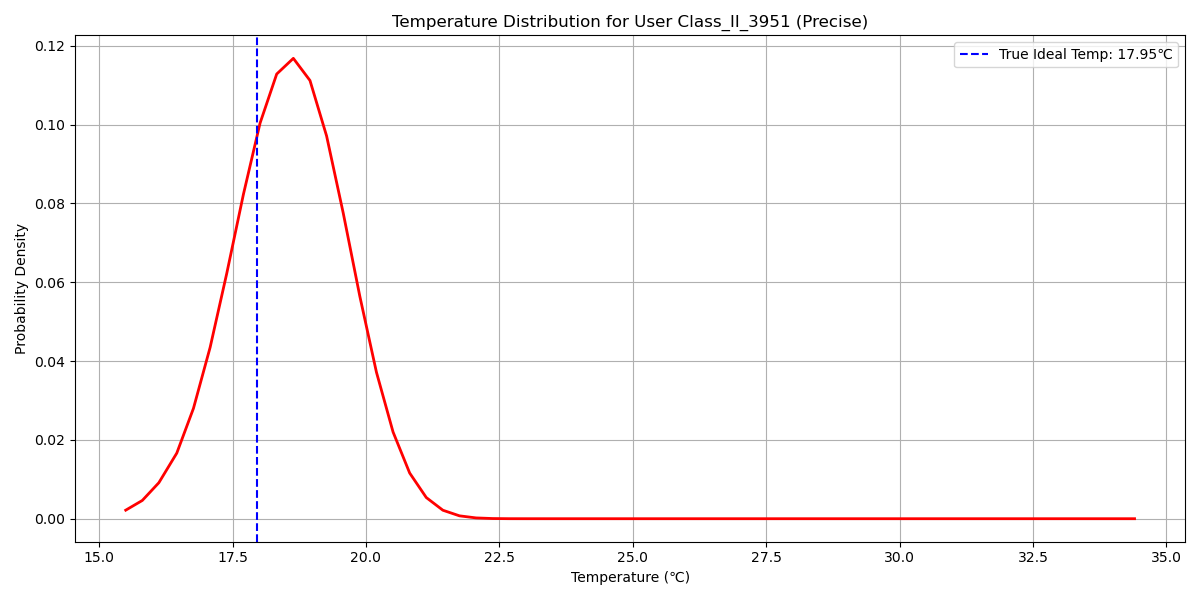 Temperature Distribution for User Class_II_3951 (Precise)
True Ideal Temp: 17.95℃
Probability Density
0.12
0.10
0.08
0.06
0.04
0.02
0.00
15.0 17.5 20.0 22.5 25.0 27.5 30.0 32.5 35.0
Temperature (℃)